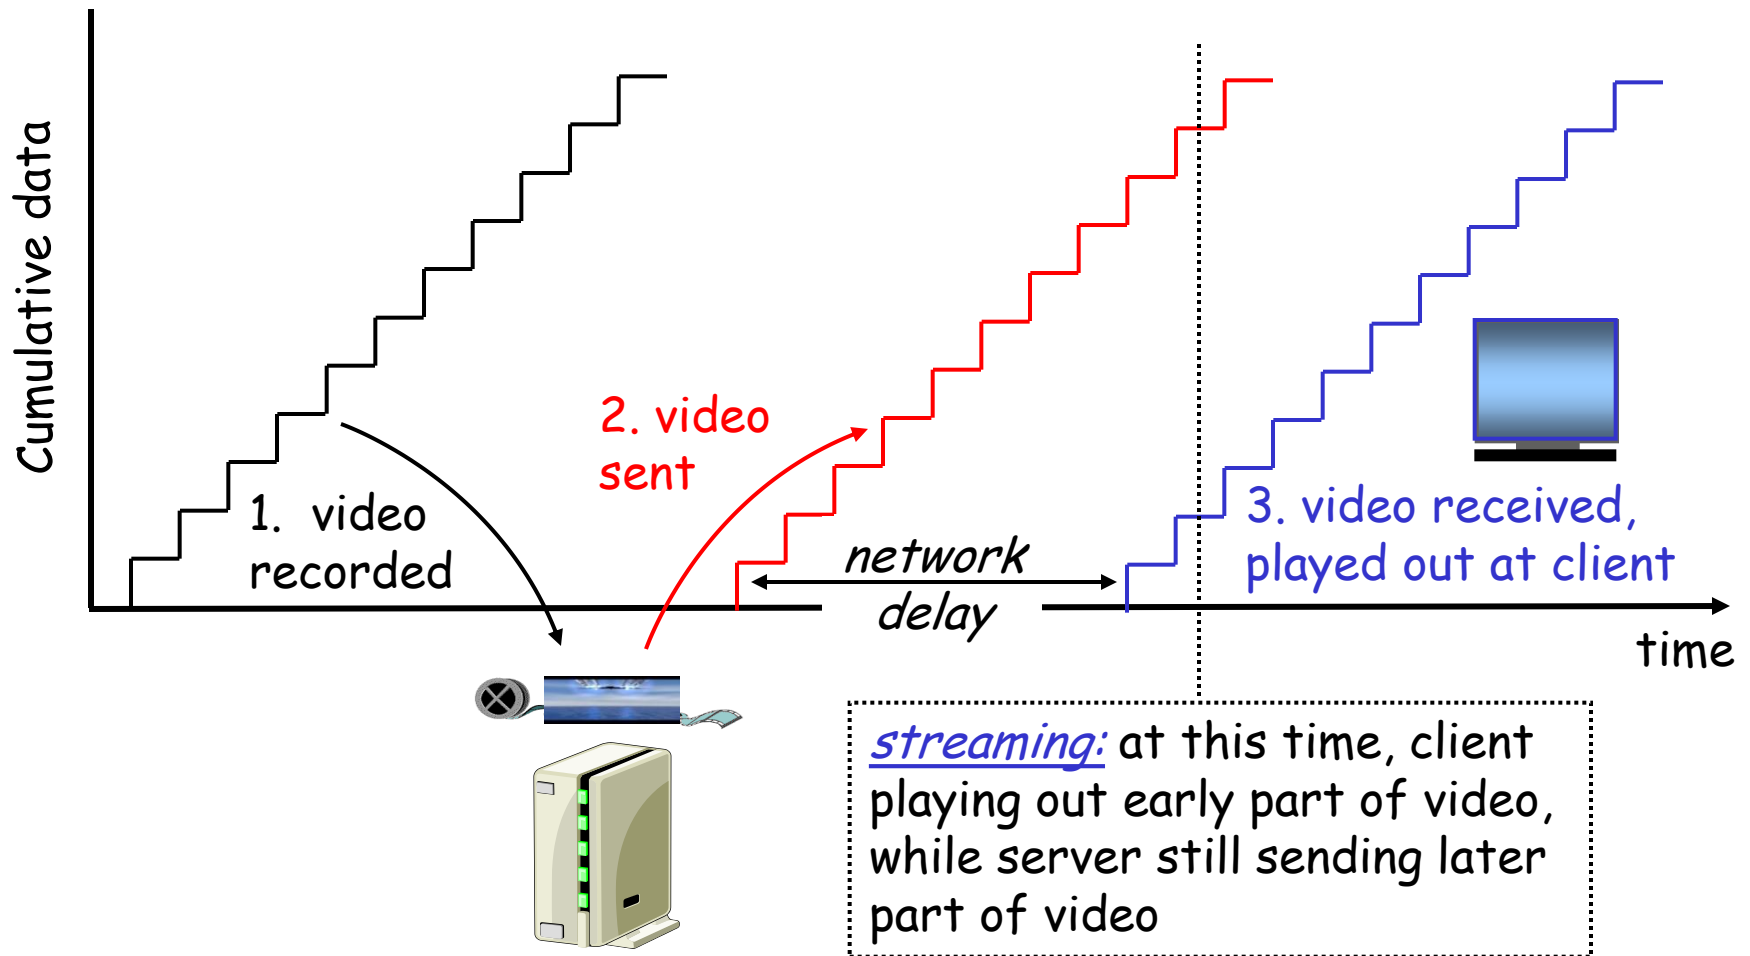 Cumulative data
1. video
recorded
2. video
sent
network
delay
3. video received,
played out at client
time
streaming: at this time, client
playing out early part of video,
while server still sending later
part of video